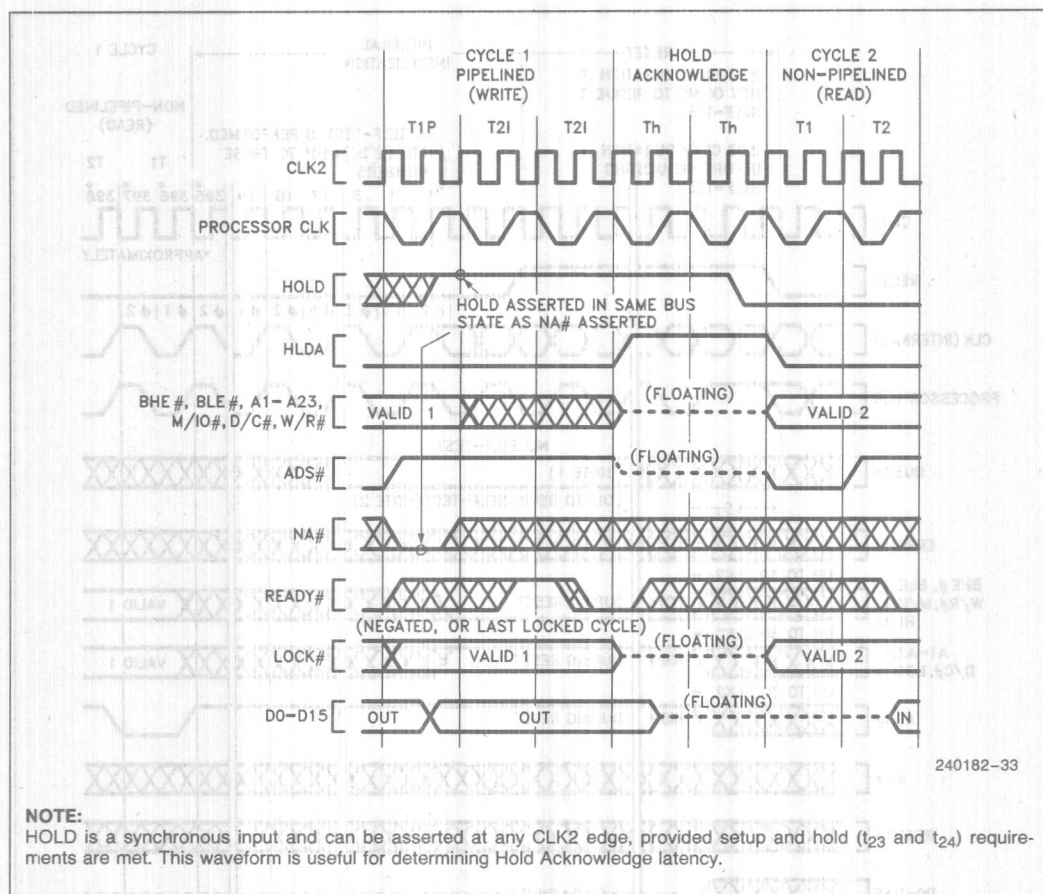 CYCLE 1 HOLD CYCLE 2
PIPELINED ACKNOWLEDGE NON-PIPELINED
(WRITE) (READ)
T1P T2I T2I Th Th T1 T2
CLK2
PROCESSOR CLK
HOLD
HOLD ASSERTED IN SAME BUS
STATE AS NA# ASSERTED
HLDA
BHE#, BLE#, A1-A23,
M/IO#, D/C#, W/R#
VALID 1 (FLOATING) VALID 2
ADS# (FLOATING)
NA#
READY#
(NEGATED, OR LAST LOCKED CYCLE)
LOCK# VALID 1 (FLOATING) VALID 2
D0-D15 OUT OUT (FLOATING) IN
240182-33
NOTE:
HOLD is a synchronous input and can be asserted at any CLK2 edge, provided setup and hold (t23 and t24) require-
ments are met. This waveform is useful for determining Hold Acknowledge latency.